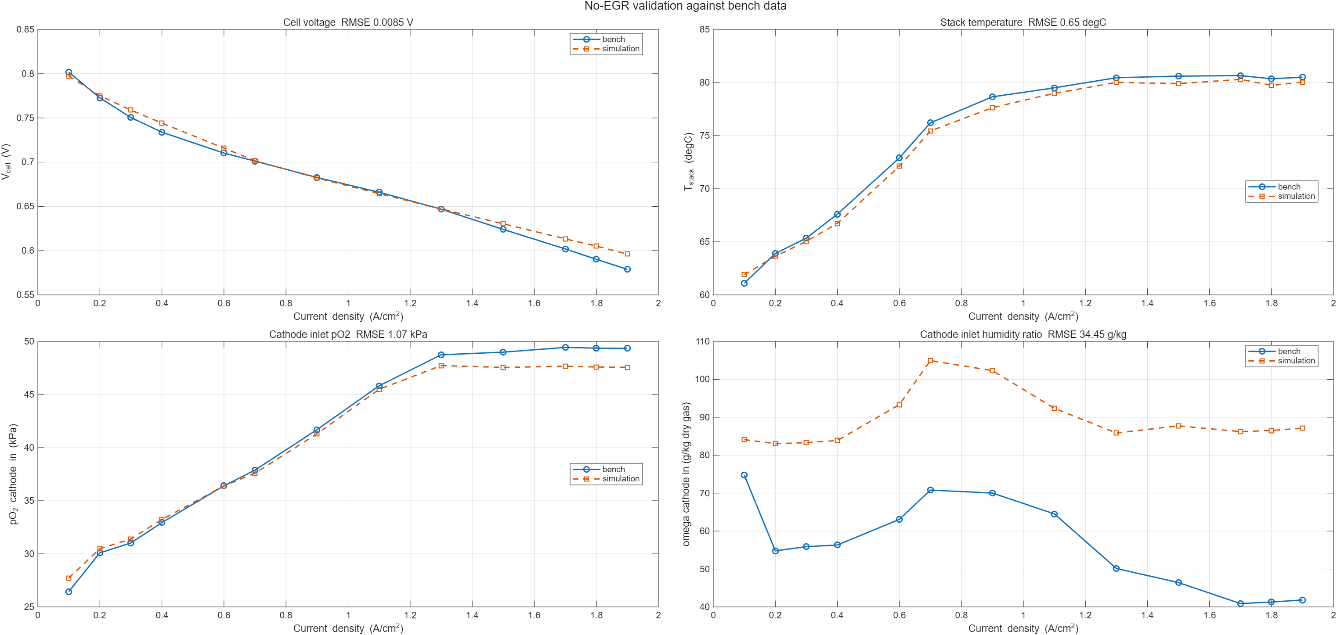 No-EGR validation against bench data
Cell voltage RMSE 0.0085 V
0.85
0.8
0.75
0.7
0.65
0.6
0.55
V_cell (V)
0 0.2 0.4 0.6 0.8 1 1.2 1.4 1.6 1.8 2
Current density (A/cm²)
bench
simulation
Stack temperature RMSE 0.65 degC
85
80
75
70
65
60
T_stack (degC)
0 0.2 0.4 0.6 0.8 1 1.2 1.4 1.6 1.8 2
Current density (A/cm²)
bench
simulation
Cathode inlet pO2 RMSE 1.07 kPa
50
45
40
35
30
25
pO₂ cathode in (kPa)
0 0.2 0.4 0.6 0.8 1 1.2 1.4 1.6 1.8 2
Current density (A/cm²)
bench
simulation
Cathode inlet humidity ratio RMSE 34.45 g/kg
110
100
90
80
70
60
50
40
omega cathode in (g/kg dry gas)
0 0.2 0.4 0.6 0.8 1 1.2 1.4 1.6 1.8 2
Current density (A/cm²)
bench
simulation